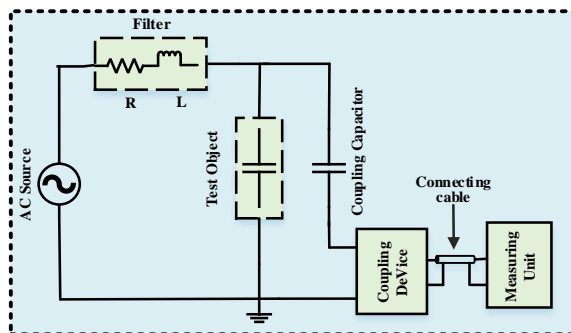 Filter
R L
AC Source
Test Object
Coupling Capacitor
Connecting
cable
Coupling
DeVice
Measuring
Unit